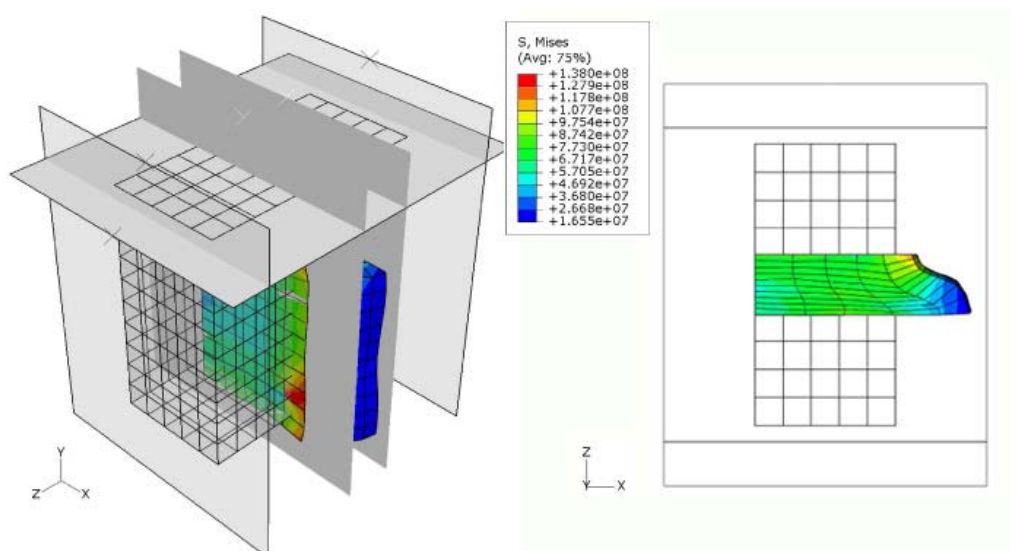 S, Mises
(Avg: 75%)
+1.380e+08
+1.279e+08
+1.178e+08
+1.077e+08
+9.754e+07
+8.742e+07
+7.730e+07
+6.717e+07
+5.705e+07
+4.692e+07
+3.680e+07
+2.668e+07
+1.655e+07
Y
Z X
Z
Y X